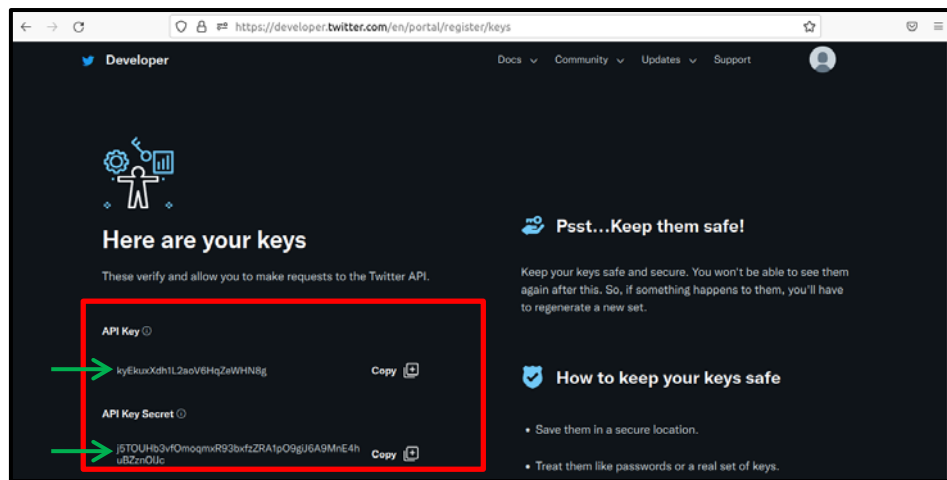 https://developer.twitter.com/en/portal/register/keys
Developer
Docs Community Updates Support
Here are your keys
These verify and allow you to make requests to the Twitter API.
API Key
Copy
API Key Secret
Copy
Psst...Keep them safe!
Keep your keys safe and secure. You won't be able to see them
again after this. So, if something happens to them, you'll have
to regenerate a new set.
How to keep your keys safe
• Save them in a secure location.
• Treat them like passwords or a real set of keys.